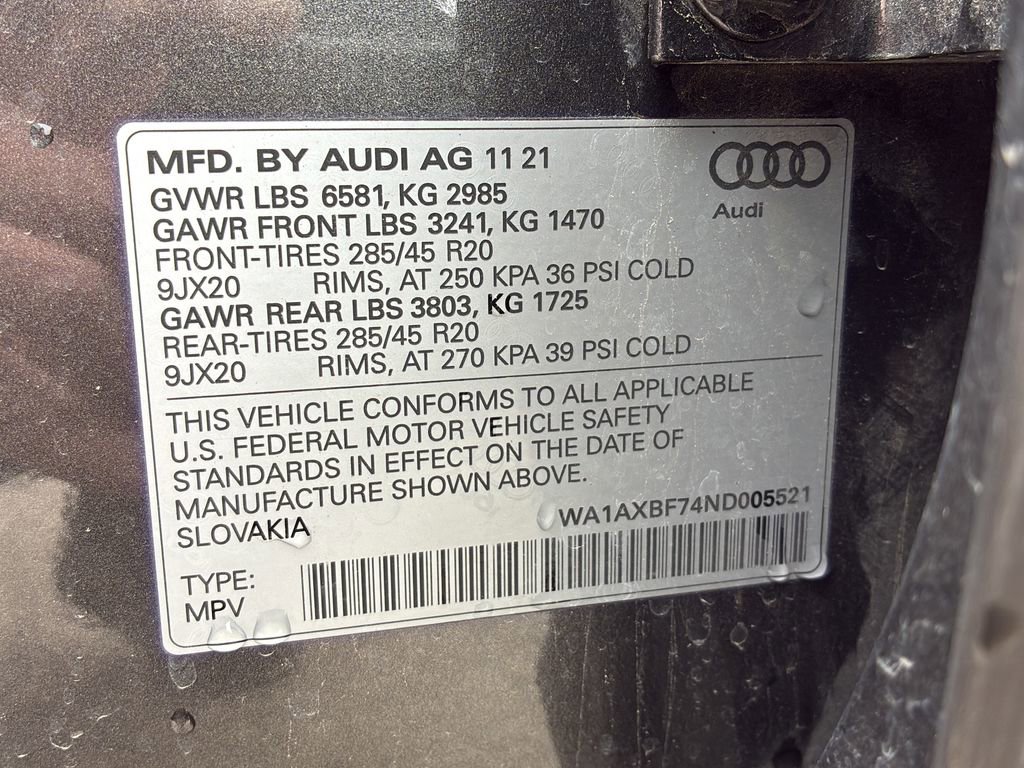 MFD. BY AUDI AG 11 21
Audi
GVWR LBS 6581, KG 2985
GAWR FRONT LBS 3241, KG 1470
FRONT-TIRES 285/45 R20
9JX20 RIMS, AT 250 KPA 36 PSI COLD
GAWR REAR LBS 3803, KG 1725
REAR-TIRES 285/45 R20
9JX20 RIMS, AT 270 KPA 39 PSI COLD
THIS VEHICLE CONFORMS TO ALL APPLICABLE
U.S. FEDERAL MOTOR VEHICLE SAFETY
STANDARDS IN EFFECT ON THE DATE OF
MANUFACTURE SHOWN ABOVE.
SLOVAKIA
WA1AXBF74ND005521
TYPE:
MPV